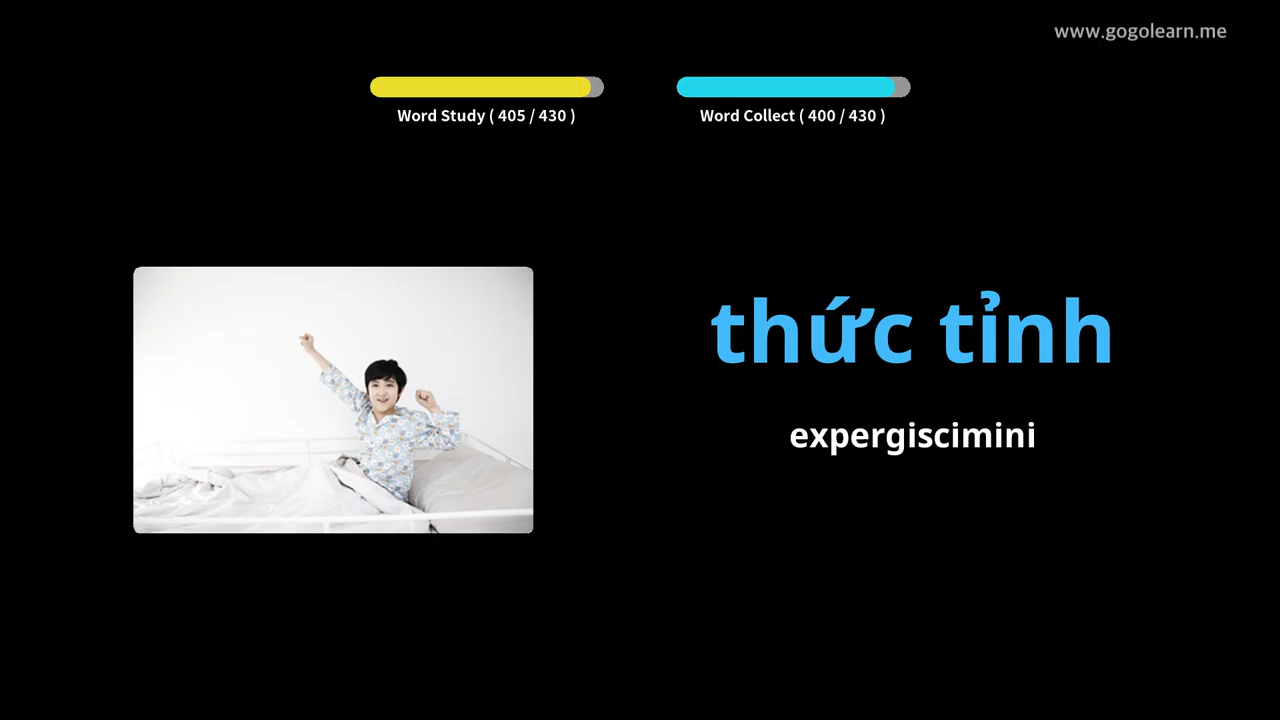 www.gogolearn.me
Word Study ( 405 / 430 )
Word Collect ( 400 / 430 )
thức tỉnh
expergiscimini